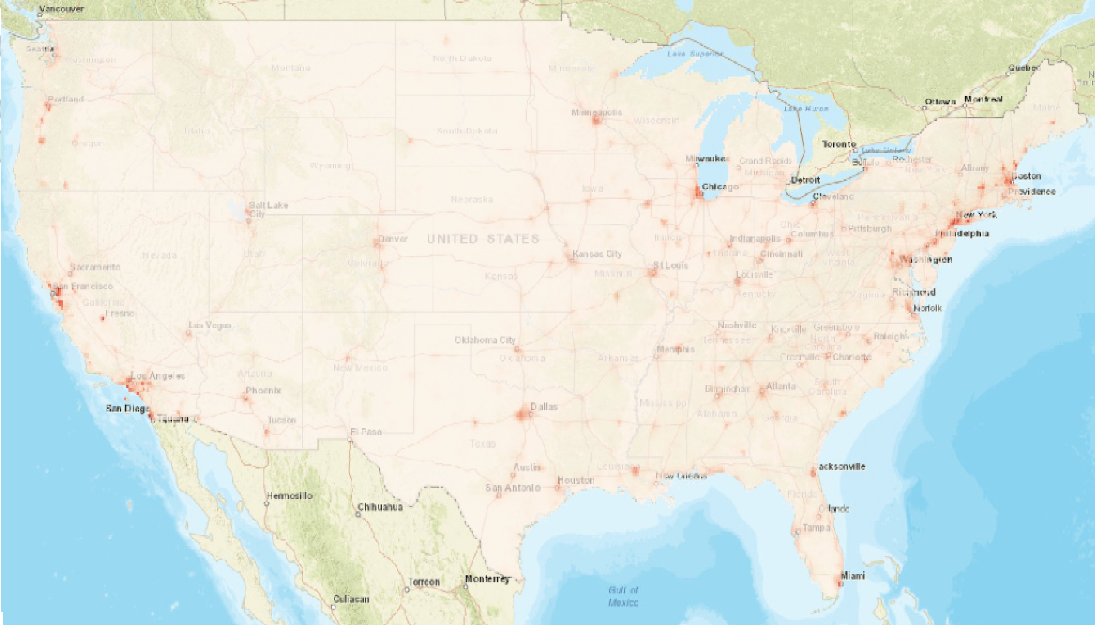 Vancouver
Seattle
Washington
Montana
North Dakota
Minnesota
Lake Superior
Quebec
Portland
Minneapolis
Wisconsin
Lake Huron
Ottawa
Montreal
Maine
Oregon
Idaho
South Dakota
Toronto
Lake Ontario
Wyoming
Milwaukee
Grand Rapids
Michigan
Rochester
Albany
Detroit
Boston
Iowa
Chicago
Providence
Nebraska
Cleveland
Salt Lake
City
New York
Pennsylvania
Denver
UNITED STATES
Indianapolis
Columbus
Pittsburgh
Philadelphia
Nevada
Utah
Kansas City
Cincinnati
Washington
Sacramento
Kansas
Missouri
St Louis
Louisville
Kentucky
San Francisco
California
Richmond
Fresno
Norfolk
Las Vegas
Nashville
Knoxville
Greensboro
Raleigh
Oklahoma City
Tennessee
Memphis
Oklahoma
Arkansas
Charlotte
New Mexico
Arizona
Los Angeles
Phoenix
Birmingham
Atlanta
South
Carolina
San Diego
Dallas
Mississippi
Alabama
Georgia
Tijuana
Tucson
El Paso
Texas
Austin
Louisiana
Jacksonville
San Antonio
Houston
New Orleans
Hermosillo
Florida
Chihuahua
Orlando
Tampa
Torreon
Monterrey
Miami
Culiacan
Gulf of
Mexico